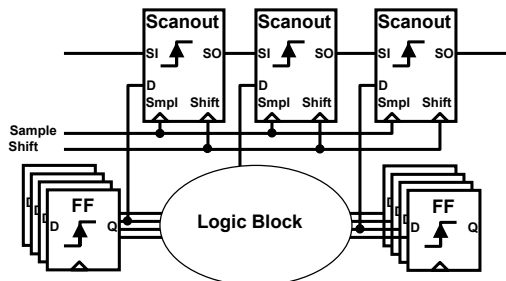 Scanout Scanout Scanout
SI SO SI SO SI SO
D D D
Smpl Shift Smpl Shift Smpl Shift
Sample
Shift
D D
D D
D D
FF FF
D Q D Q
Logic Block